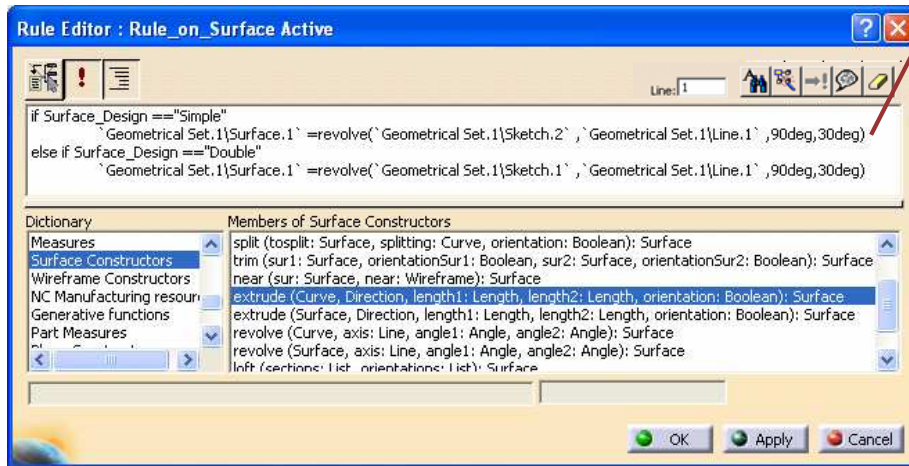 Rule Editor : Rule_on_Surface Active
Line: 1
if Surface_Design =="Simple"
`Geometrical Set.1\Surface.1` =revolve(`Geometrical Set.1\Sketch.2` ,`Geometrical Set.1\Line.1` ,90deg,30deg)
else if Surface_Design =="Double"
`Geometrical Set.1\Surface.1` =revolve(`Geometrical Set.1\Sketch.1` ,`Geometrical Set.1\Line.1` ,90deg,30deg)
Dictionary
Measures
Surface Constructors
Wireframe Constructors
NC Manufacturing resour
Generative functions
Part Measures
Members of Surface Constructors
split (tosplit: Surface, splitting: Curve, orientation: Boolean): Surface
trim (sur1: Surface, orientationSur1: Boolean, sur2: Surface, orientationSur2: Boolean): Surface
near (sur: Surface, near: Wireframe): Surface
extrude (Curve, Direction, length1: Length, length2: Length, orientation: Boolean): Surface
extrude (Surface, Direction, length1: Length, length2: Length, orientation: Boolean): Surface
revolve (Curve, axis: Line, angle1: Angle, angle2: Angle): Surface
revolve (Surface, axis: Line, angle1: Angle, angle2: Angle): Surface
loft (sections: List, orientations: List): Surface
OK
Apply
Cancel